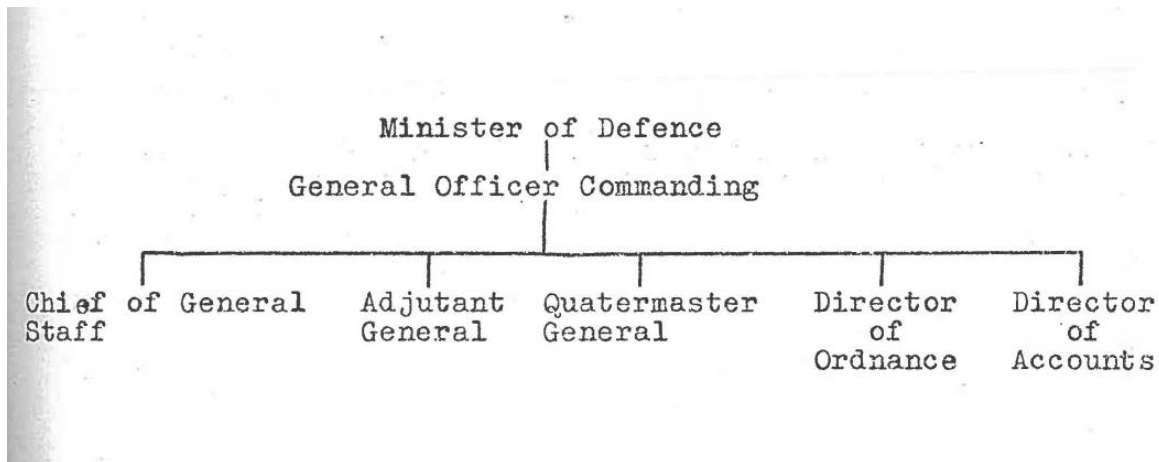 Minister of Defence
General Officer Commanding
Chief of General
Staff
Adjutant
General
Quatermaster
General
Director
of
Ordnance
Director
of
Accounts